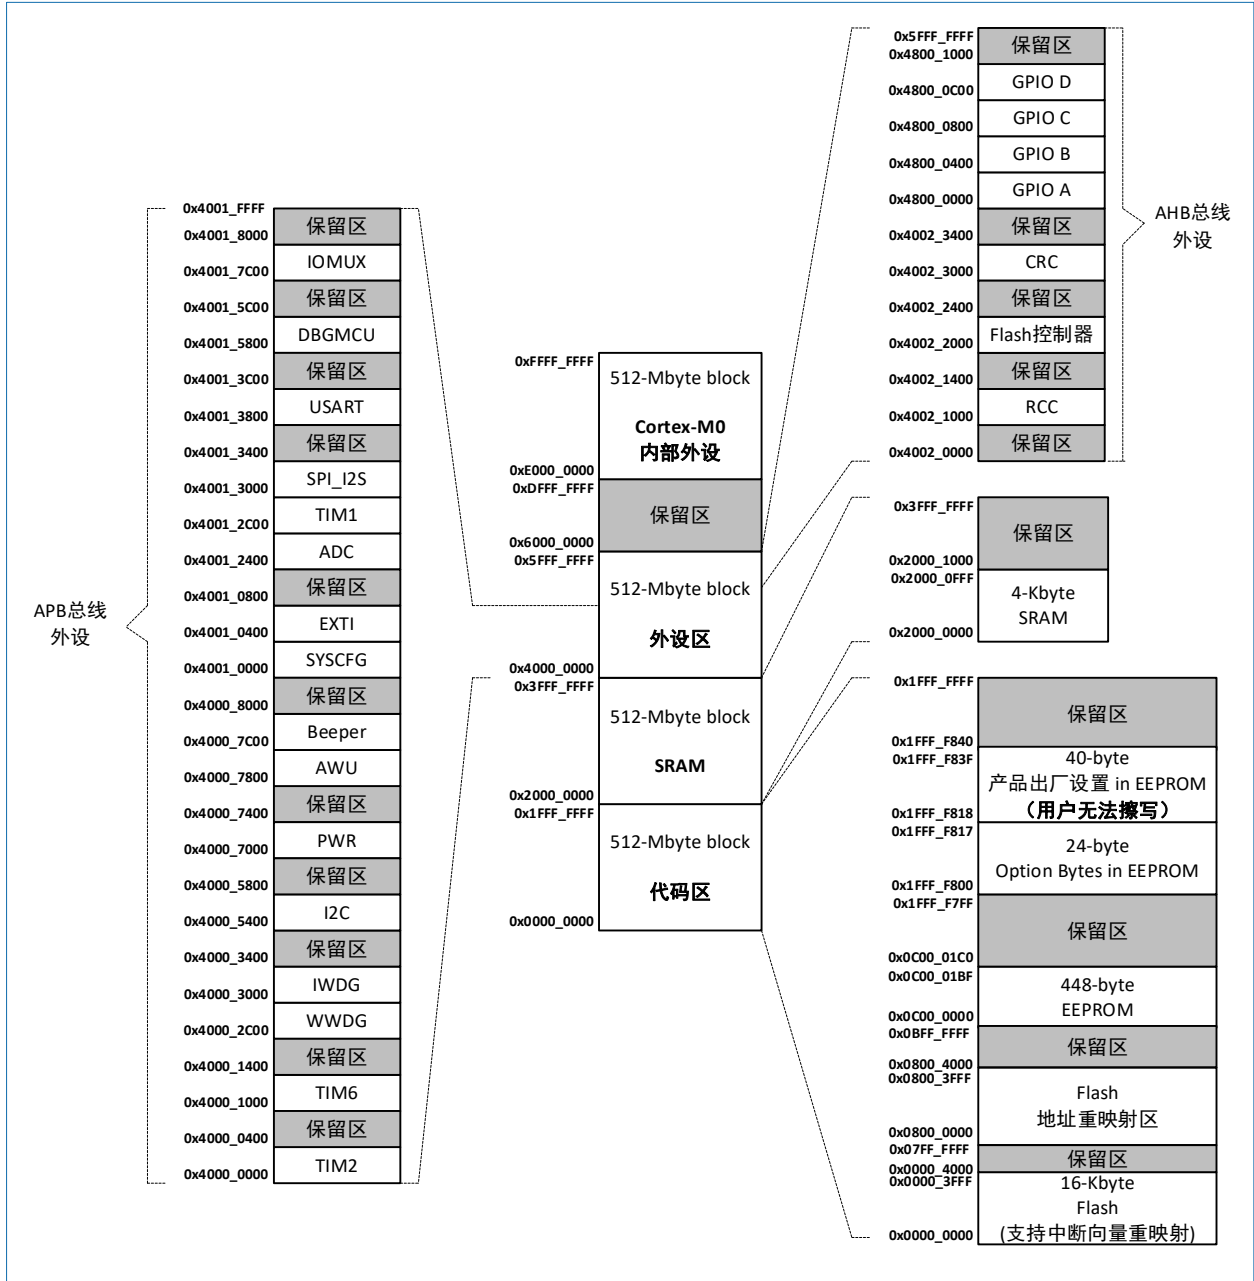 APB总线
外设
0x4001_FFFF
保留区
0x4001_8000
IOMUX
0x4001_7C00
保留区
0x4001_5C00
DBGMCU
0x4001_5800
保留区
0x4001_3C00
USART
0x4001_3800
保留区
0x4001_3400
SPI_I2S
0x4001_3000
TIM1
0x4001_2C00
ADC
0x4001_2400
保留区
0x4001_0800
EXTI
0x4001_0400
SYSCFG
0x4001_0000
保留区
0x4000_8000
Beeper
0x4000_7C00
AWU
0x4000_7800
保留区
0x4000_7400
PWR
0x4000_7000
保留区
0x4000_5800
I2C
0x4000_5400
保留区
0x4000_3400
IWDG
0x4000_3000
WWDG
0x4000_2C00
保留区
0x4000_1400
TIM6
0x4000_1000
保留区
0x4000_0400
TIM2
0x4000_0000
0xFFFF_FFFF
512-Mbyte block
Cortex-M0
内部外设
0xE000_0000
0xDFFF_FFFF
保留区
0x6000_0000
0x5FFF_FFFF
512-Mbyte block
外设区
0x4000_0000
0x3FFF_FFFF
512-Mbyte block
SRAM
0x2000_0000
0x1FFF_FFFF
512-Mbyte block
代码区
0x0000_0000
0x5FFF_FFFF
保留区
0x4800_1000
GPIO D
0x4800_0C00
GPIO C
0x4800_0800
GPIO B
0x4800_0400
GPIO A
0x4800_0000
保留区
0x4002_3400
CRC
0x4002_3000
保留区
0x4002_2400
Flash控制器
0x4002_2000
保留区
0x4002_1400
RCC
0x4002_1000
保留区
0x4002_0000
AHB总线
外设
0x3FFF_FFFF
保留区
0x2000_1000
0x2000_0FFF
4-Kbyte
SRAM
0x2000_0000
0x1FFF_FFFF
保留区
0x1FFF_F840
0x1FFF_F83F
40-byte
产品出厂设置 in EEPROM
（用户无法擦写）
0x1FFF_F818
0x1FFF_F817
24-byte
Option Bytes in EEPROM
0x1FFF_F800
0x1FFF_F7FF
保留区
0x0C00_01C0
0x0C00_01BF
448-byte
EEPROM
0x0C00_0000
0x0BFF_FFFF
保留区
0x0800_4000
0x0800_3FFF
Flash
地址重映射区
0x0800_0000
0x07FF_FFFF
保留区
0x0000_4000
0x0000_3FFF
16-Kbyte
Flash
(支持中断向量重映射)
0x0000_0000